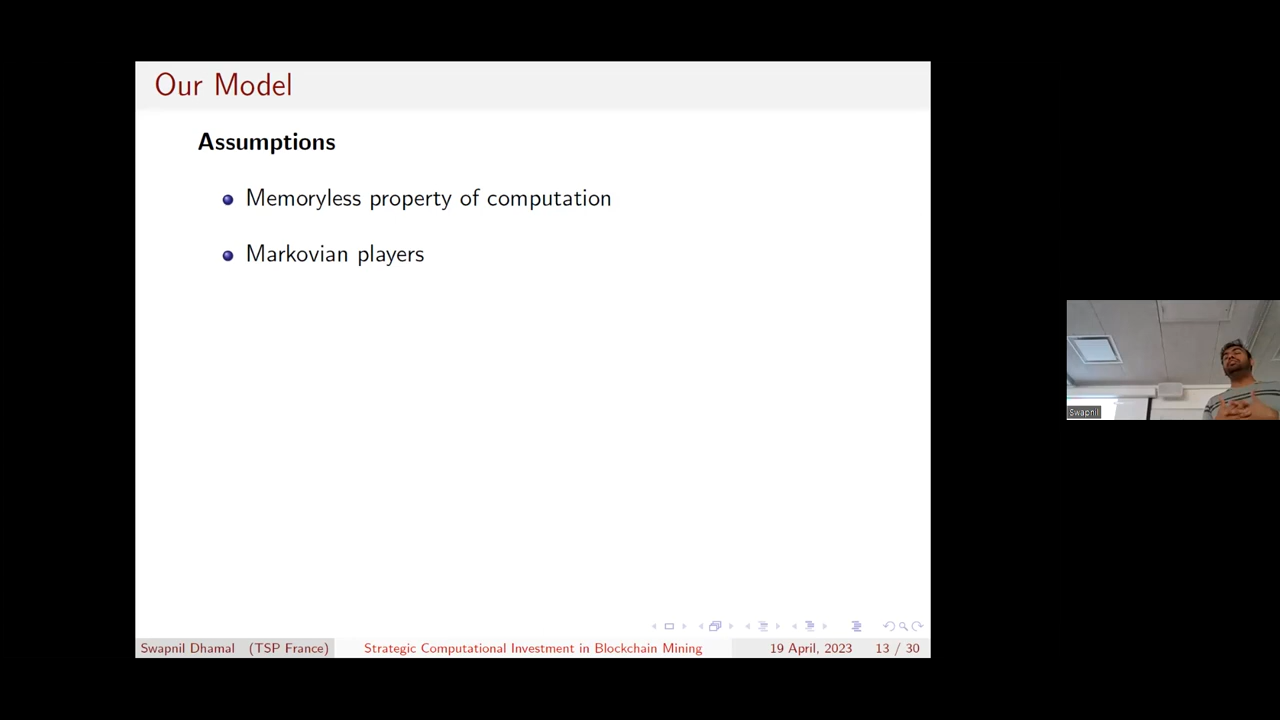 Our Model
Assumptions
Memoryless property of computation
Markovian players
Swapnil
Swapnil Dhamal (TSP France) Strategic Computational Investment in Blockchain Mining 19 April, 2023 13 / 30